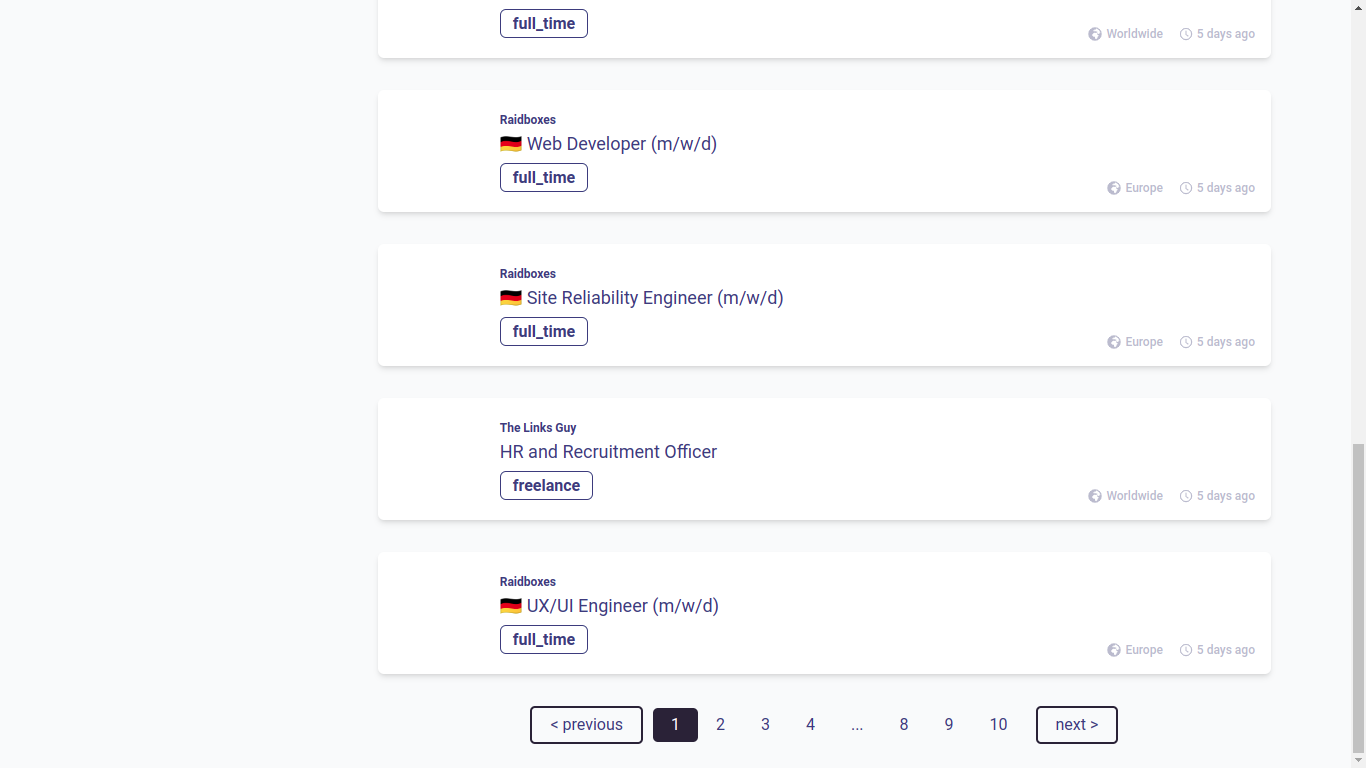 full_time
Worldwide 5 days ago
Raidboxes
🇩🇪 Web Developer (m/w/d)
full_time
Europe 5 days ago
Raidboxes
🇩🇪 Site Reliability Engineer (m/w/d)
full_time
Europe 5 days ago
The Links Guy
HR and Recruitment Officer
freelance
Worldwide 5 days ago
Raidboxes
🇩🇪 UX/UI Engineer (m/w/d)
full_time
Europe 5 days ago
< previous 1 2 3 4 ... 8 9 10 next >